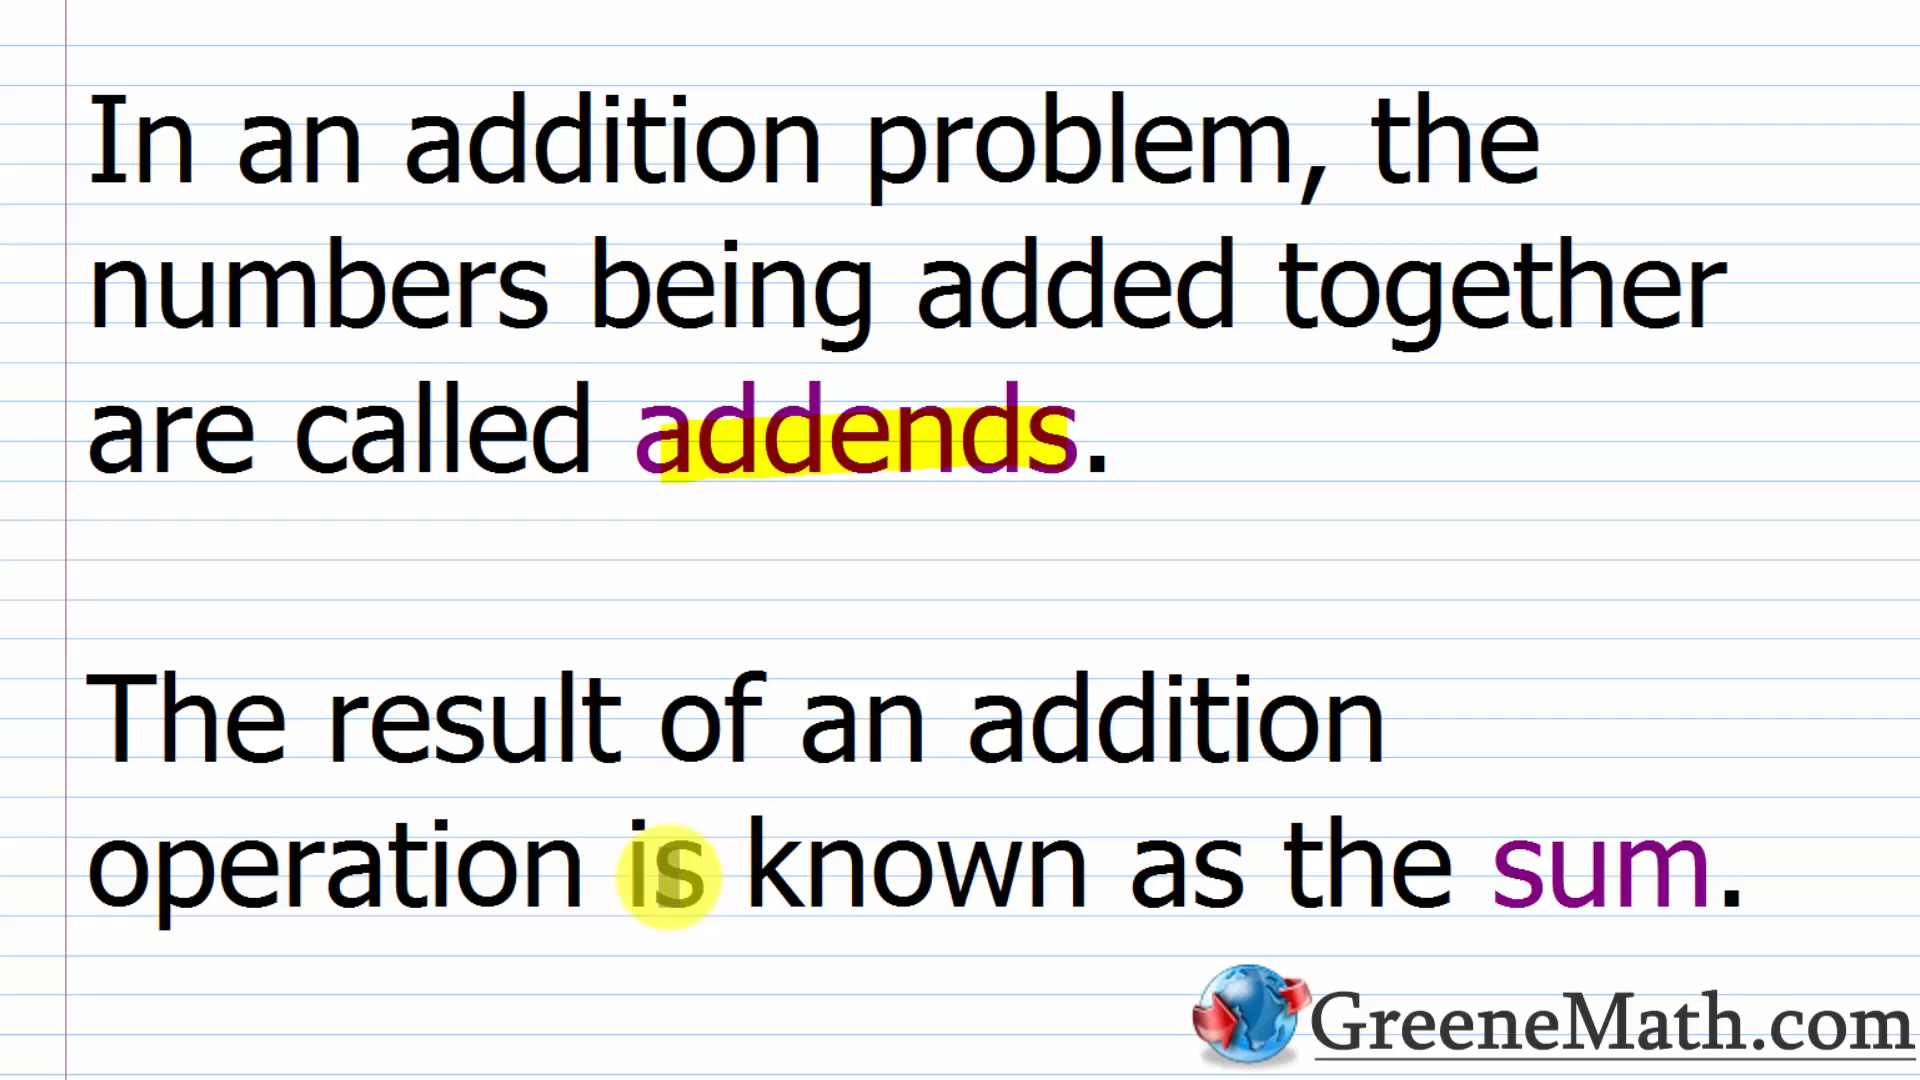 In an addition problem, the
numbers being added together
are called addends.
The result of an addition
operation is known as the sum.
GreeneMath.com